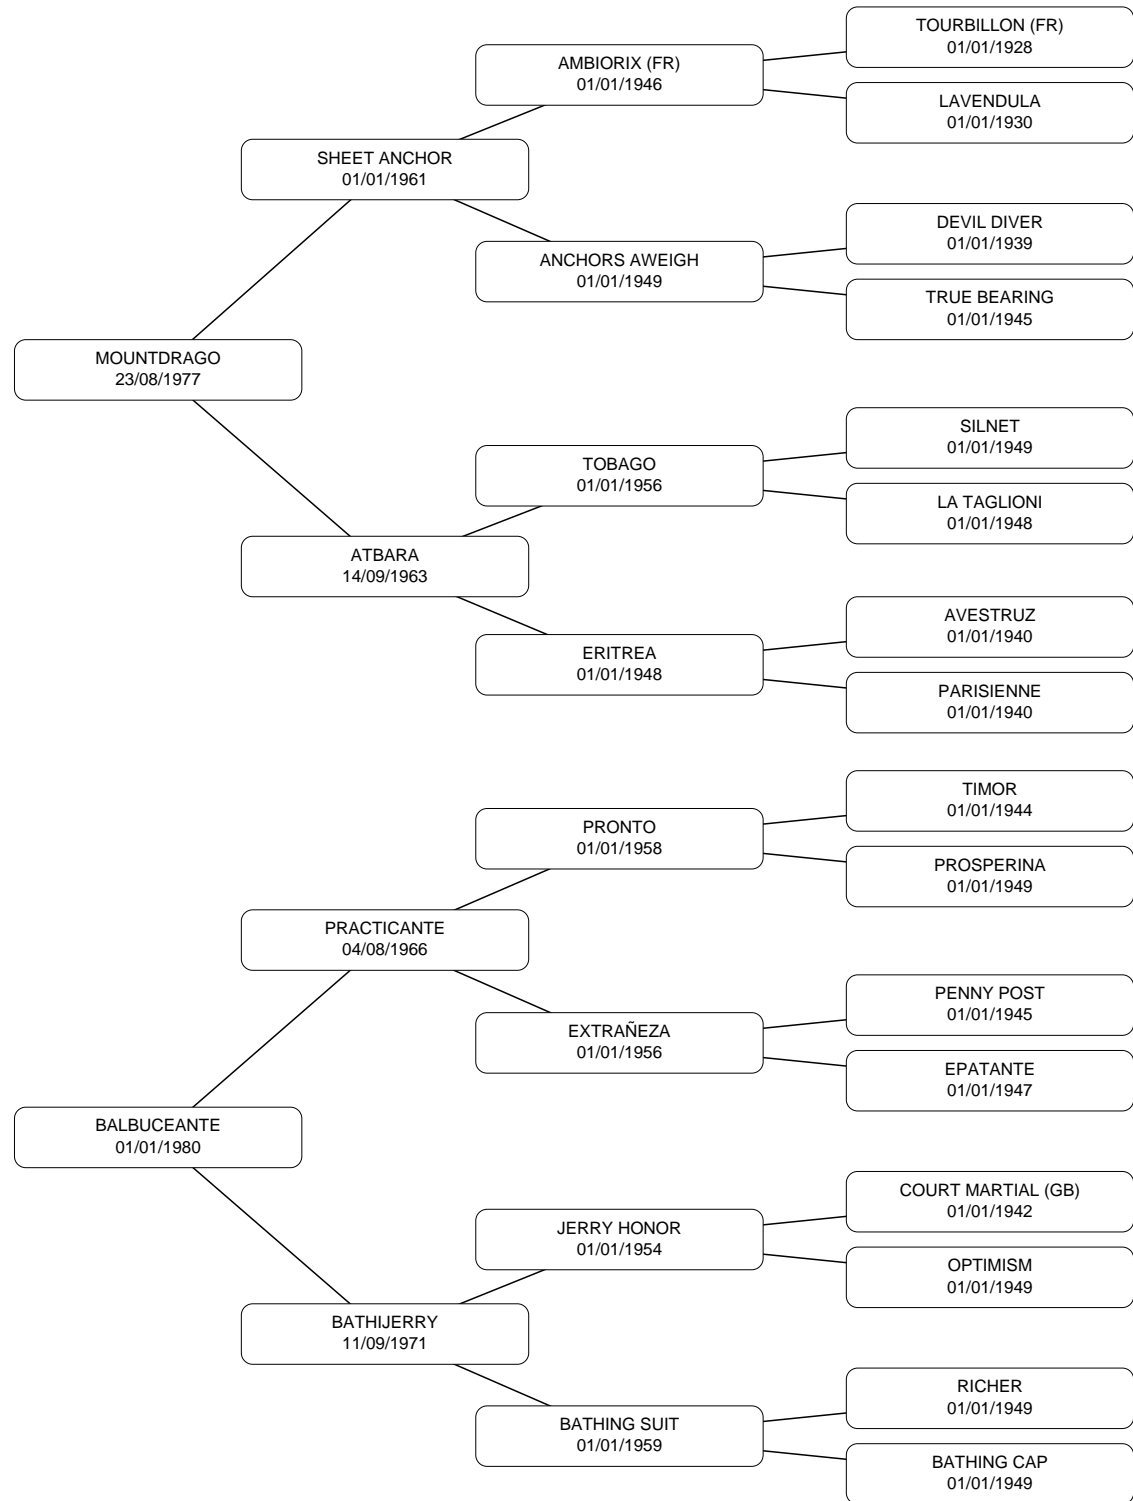 TOURBILLON (FR)
01/01/1928
AMBIORIX (FR)
01/01/1946
LAVENDULA
01/01/1930
SHEET ANCHOR
01/01/1961
DEVIL DIVER
01/01/1939
ANCHORS AWEIGH
01/01/1949
TRUE BEARING
01/01/1945
MOUNTDRAGO
23/08/1977
SILNET
01/01/1949
TOBAGO
01/01/1956
LA TAGLIONI
01/01/1948
ATBARA
14/09/1963
AVESTRUZ
01/01/1940
ERITREA
01/01/1948
PARISIENNE
01/01/1940
TIMOR
01/01/1944
PRONTO
01/01/1958
PROSPERINA
01/01/1949
PRACTICANTE
04/08/1966
PENNY POST
01/01/1945
EXTRAÑEZA
01/01/1956
EPATANTE
01/01/1947
BALBUCEANTE
01/01/1980
COURT MARTIAL (GB)
01/01/1942
JERRY HONOR
01/01/1954
OPTIMISM
01/01/1949
BATHIJERRY
11/09/1971
RICHER
01/01/1949
BATHING SUIT
01/01/1959
BATHING CAP
01/01/1949